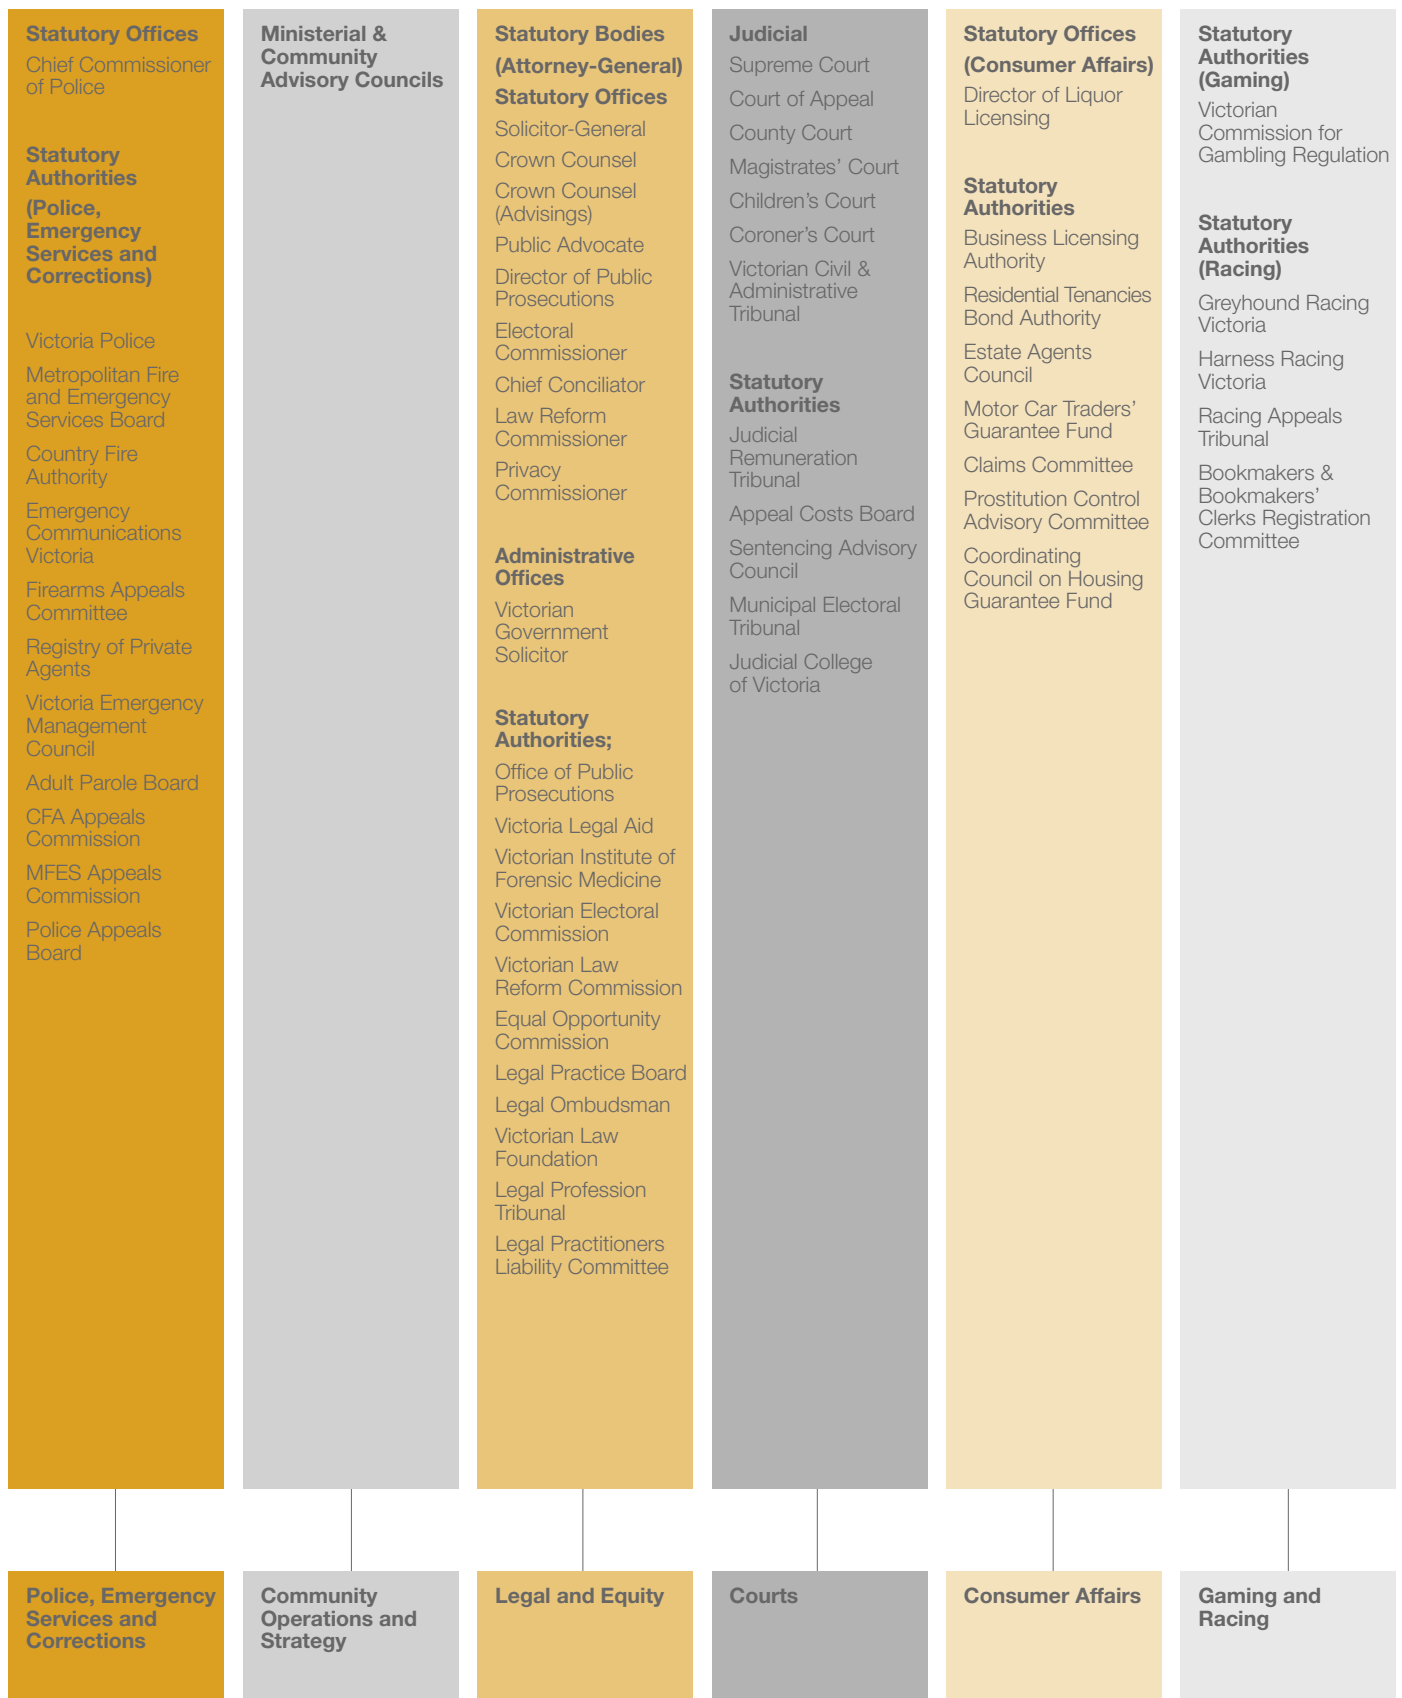 Statutory Offices
Chief Commissioner
of Police
Statutory
Authorities
(Police,
Emergency
Services and
Corrections)
Victoria Police
Metropolitan Fire
and Emergency
Services Board
Country Fire
Authority
Emergency
Communications
Victoria
Firearms Appeals
Committee
Registry of Private
Agents
Victoria Emergency
Management
Council
Adult Parole Board
CFA Appeals
Commission
MFES Appeals
Commission
Police Appeals
Board
Ministerial &
Community
Advisory Councils
Statutory Bodies
(Attorney-General)
Statutory Offices
Solicitor-General
Crown Counsel
Crown Counsel
(Advisings)
Public Advocate
Director of Public
Prosecutions
Electoral
Commissioner
Chief Conciliator
Law Reform
Commissioner
Privacy
Commissioner
Administrative
Offices
Victorian
Government
Solicitor
Statutory
Authorities;
Office of Public
Prosecutions
Victoria Legal Aid
Victorian Institute of
Forensic Medicine
Victorian Electoral
Commission
Victorian Law
Reform Commission
Equal Opportunity
Commission
Legal Practice Board
Legal Ombudsman
Victorian Law
Foundation
Legal Profession
Tribunal
Legal Practitioners
Liability Committee
Judicial
Supreme Court
Court of Appeal
County Court
Magistrates’ Court
Children’s Court
Coroner’s Court
Victorian Civil &
Administrative
Tribunal
Statutory
Authorities
Judicial
Remuneration
Tribunal
Appeal Costs Board
Sentencing Advisory
Council
Municipal Electoral
Tribunal
Judicial College
of Victoria
Statutory Offices
(Consumer Affairs)
Director of Liquor
Licensing
Statutory
Authorities
Business Licensing
Authority
Residential Tenancies
Bond Authority
Estate Agents
Council
Motor Car Traders’
Guarantee Fund
Claims Committee
Prostitution Control
Advisory Committee
Coordinating
Council on Housing
Guarantee Fund
Statutory
Authorities
(Gaming)
Victorian
Commission for
Gambling Regulation
Statutory
Authorities
(Racing)
Greyhound Racing
Victoria
Harness Racing
Victoria
Racing Appeals
Tribunal
Bookmakers &
Bookmakers’
Clerks Registration
Committee
Police, Emergency
Services and
Corrections
Community
Operations and
Strategy
Legal and Equity
Courts
Consumer Affairs
Gaming and
Racing